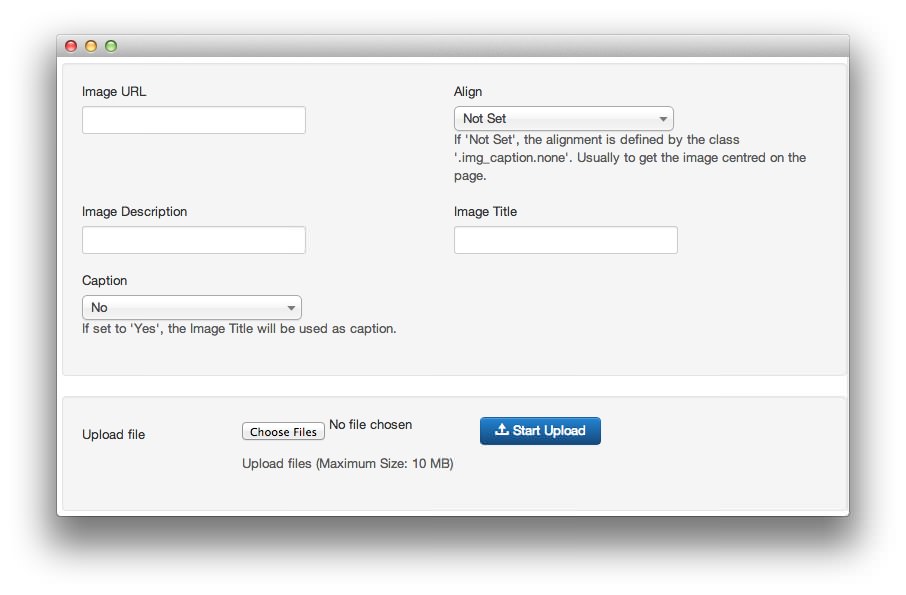 Image URL
Align
Not Set
If 'Not Set', the alignment is defined by the class
'.img_caption.none'. Usually to get the image centred on the
page.
Image Description
Image Title
Caption
No
If set to 'Yes', the Image Title will be used as caption.
Upload file
Choose Files No file chosen
Start Upload
Upload files (Maximum Size: 10 MB)